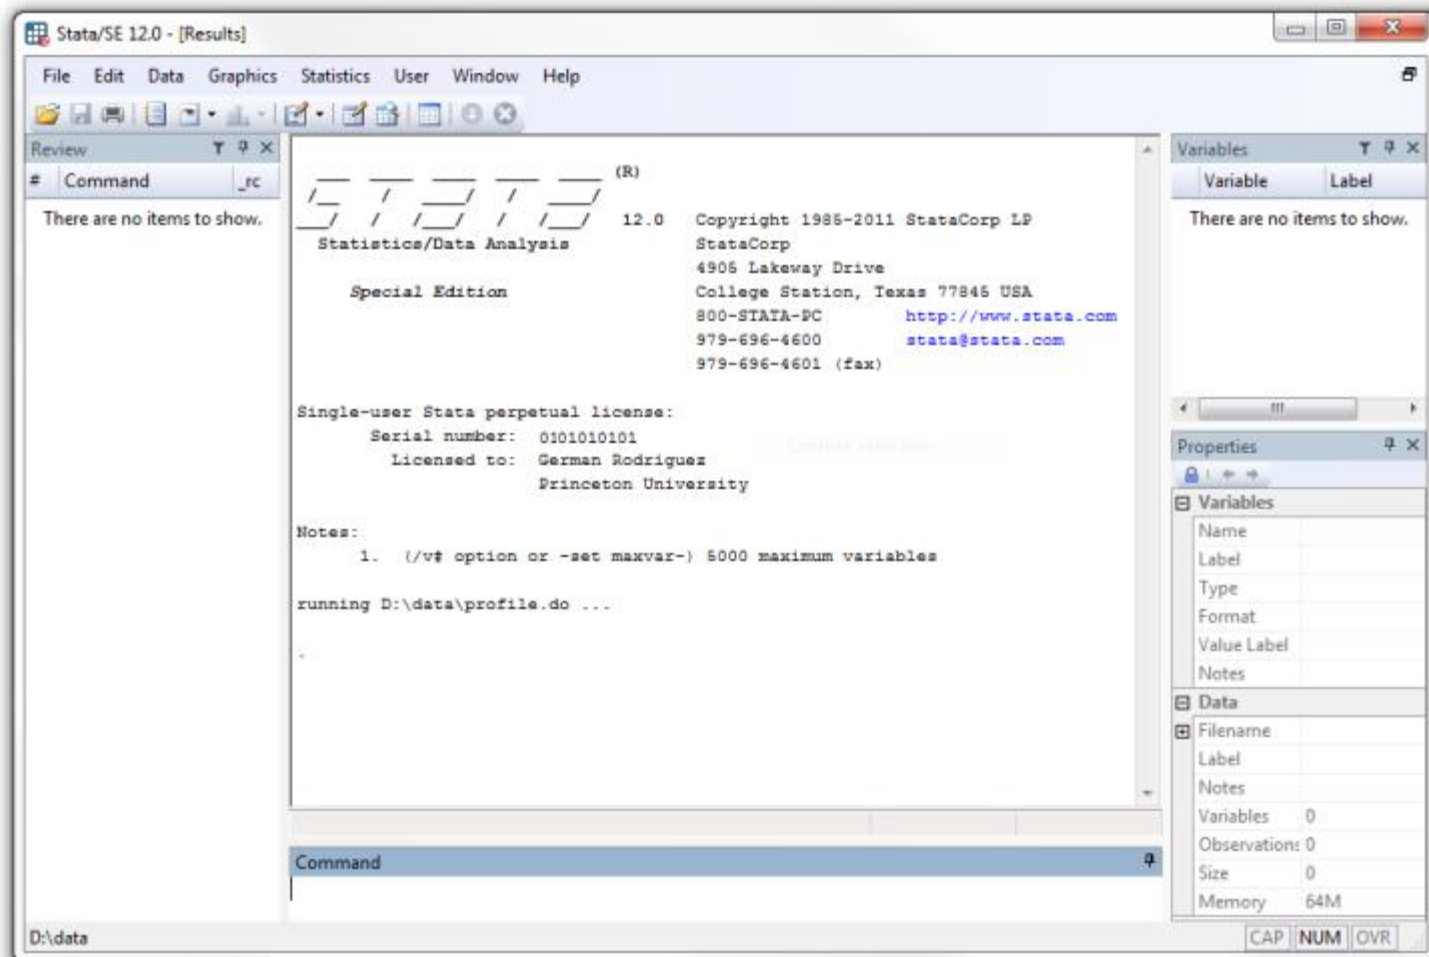 Stata/SE 12.0 - [Results]
File Edit Data Graphics Statistics User Window Help
Review
# Command _rc
There are no items to show.
(R)
STATA
12.0 Copyright 1985-2011 StataCorp LP
Statistics/Data Analysis StataCorp
4905 Lakeway Drive
Special Edition College Station, Texas 77845 USA
800-STATA-PC http://www.stata.com
979-696-4600 stata@stata.com
979-696-4601 (fax)
Single-user Stata perpetual license:
Serial number: 0101010101
Licensed to: German Rodriguez
Princeton University
Notes:
1. (/v# option or -set maxvar-) 5000 maximum variables
running D:\data\profile.do ...
.
Command
Variables
Variable Label
There are no items to show.
Properties
Variables
Name
Label
Type
Format
Value Label
Notes
Data
Filename
Label
Notes
Variables 0
Observations 0
Size 0
Memory 64M
D:\data
CAP NUM OVR